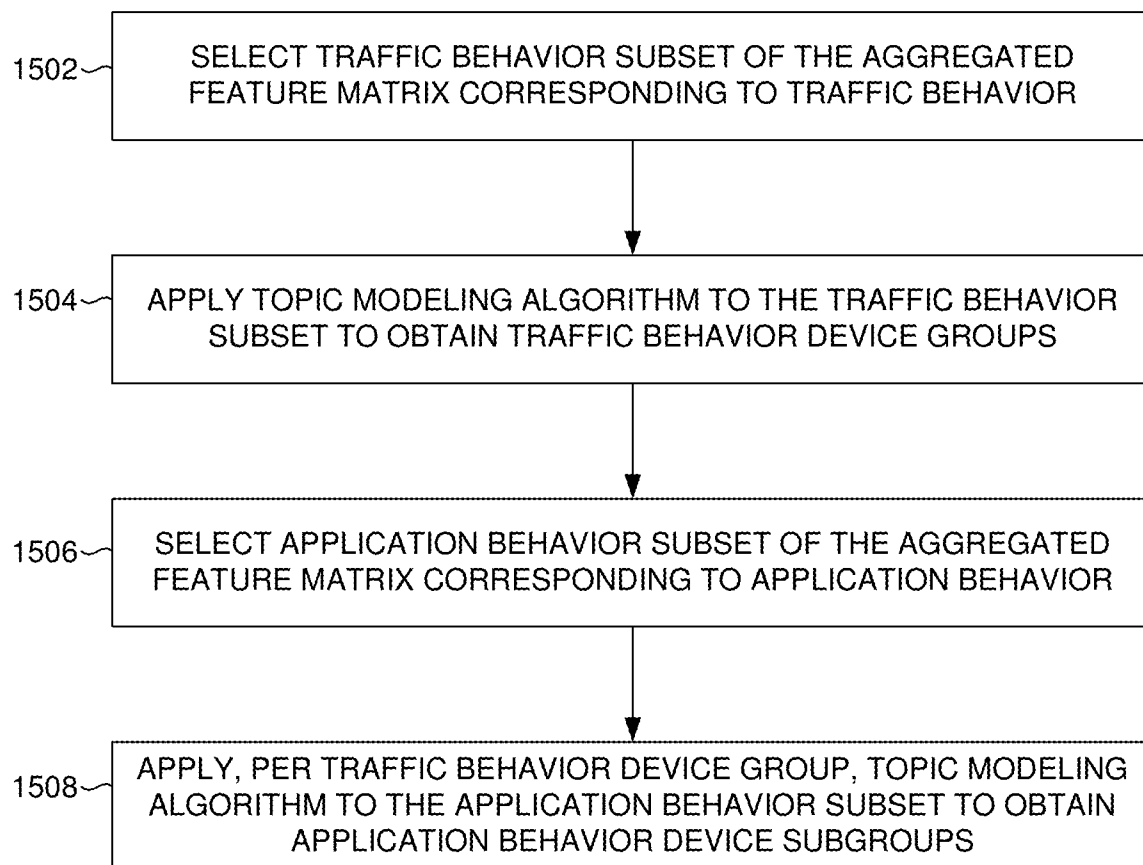 1502
SELECT TRAFFIC BEHAVIOR SUBSET OF THE AGGREGATED
FEATURE MATRIX CORRESPONDING TO TRAFFIC BEHAVIOR
1504
APPLY TOPIC MODELING ALGORITHM TO THE TRAFFIC BEHAVIOR
SUBSET TO OBTAIN TRAFFIC BEHAVIOR DEVICE GROUPS
1506
SELECT APPLICATION BEHAVIOR SUBSET OF THE AGGREGATED
FEATURE MATRIX CORRESPONDING TO APPLICATION BEHAVIOR
1508
APPLY, PER TRAFFIC BEHAVIOR DEVICE GROUP, TOPIC MODELING
ALGORITHM TO THE APPLICATION BEHAVIOR SUBSET TO OBTAIN
APPLICATION BEHAVIOR DEVICE SUBGROUPS